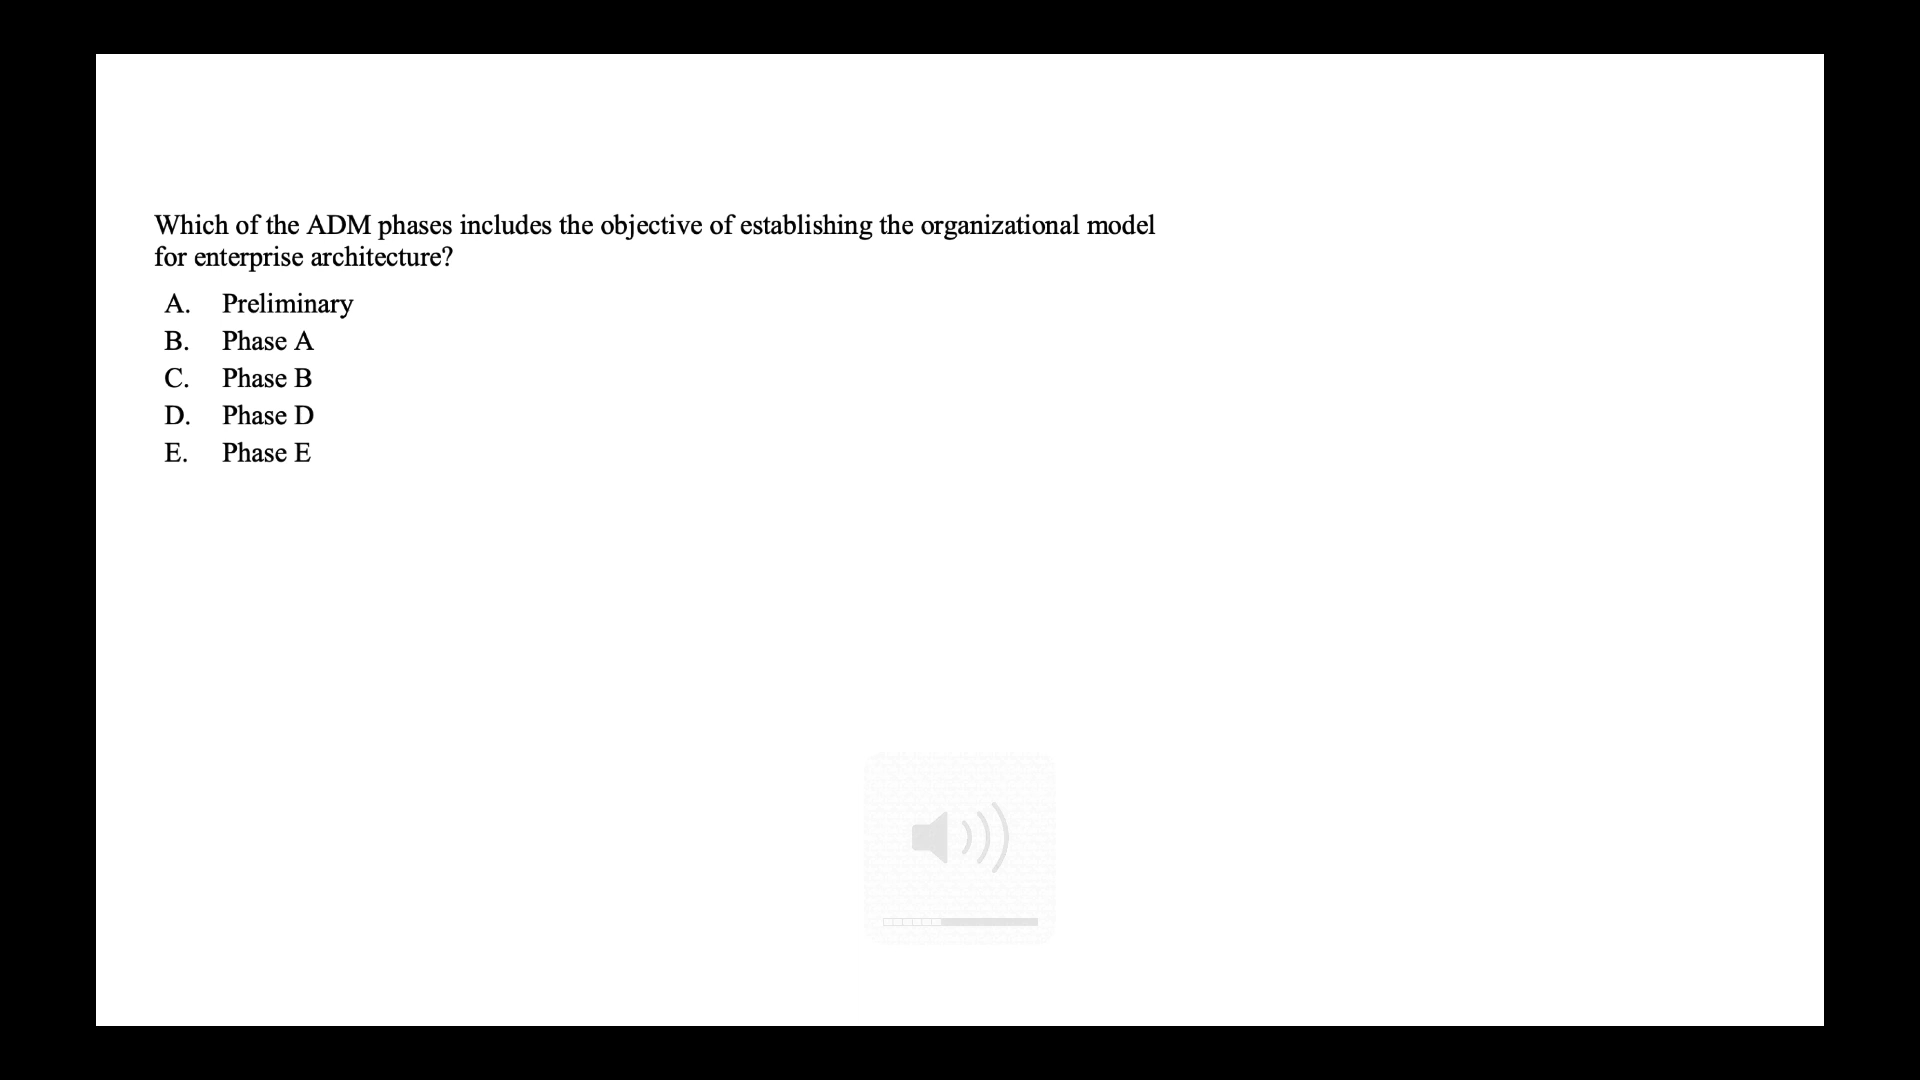 Which of the ADM phases includes the objective of establishing the organizational model
for enterprise architecture?
A. Preliminary
B. Phase A
C. Phase B
D. Phase D
E. Phase E